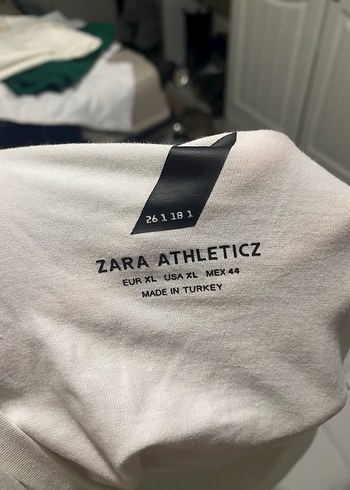 26 1 18 1
ZARA ATHLETICZ
EUR XL USA XL MEX 44
MADE IN TURKEY